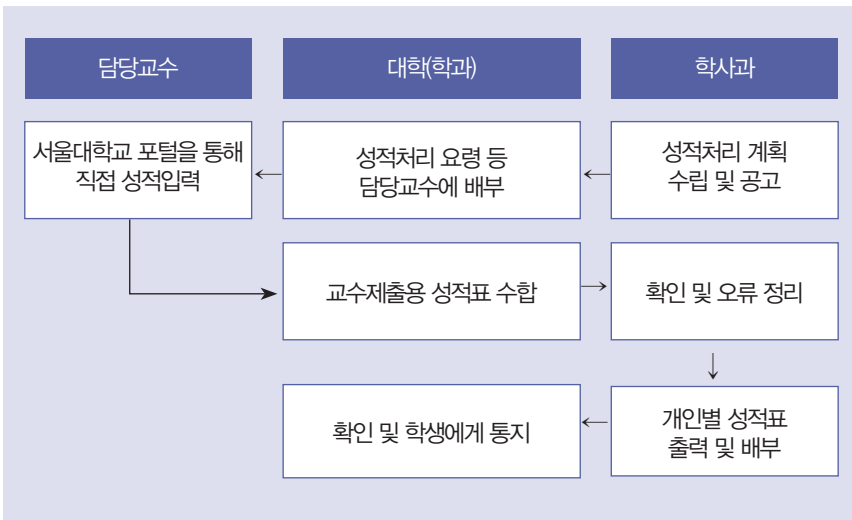 담당교수
대학(학과)
학사과
서울대학교 포털을 통해
직접 성적입력
성적처리 요령 등
담당교수에 배부
성적처리 계획
수립 및 공고
교수제출용 성적표 수합
확인 및 오류 정리
확인 및 학생에게 통지
개인별 성적표
출력 및 배부